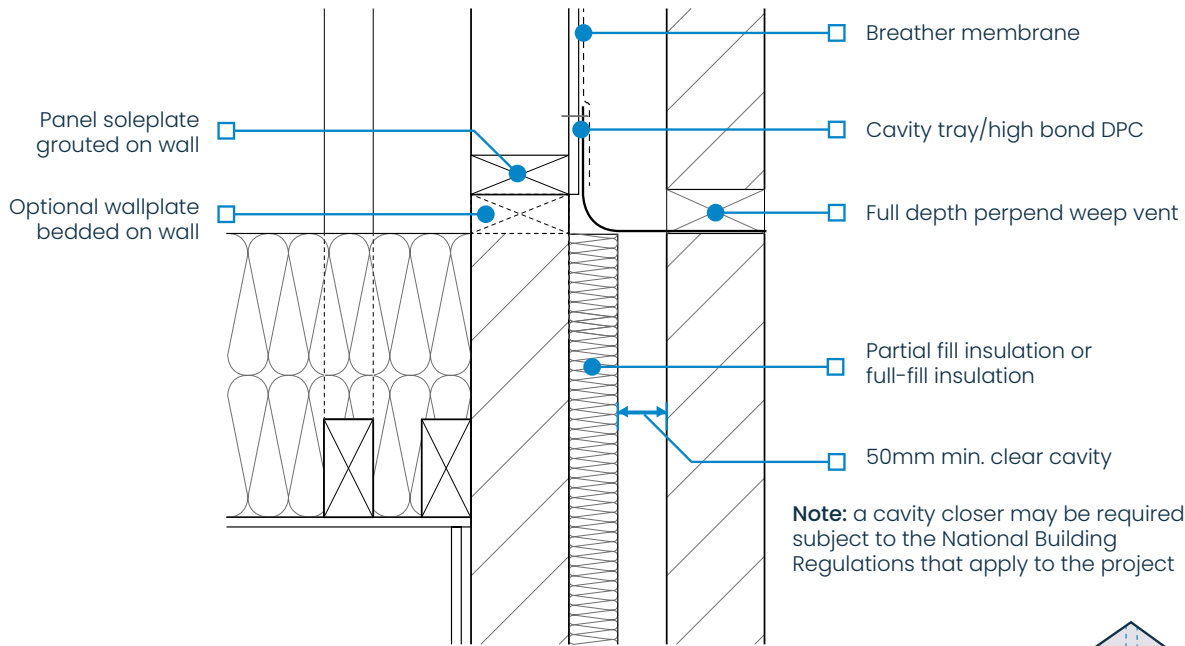 Breather membrane
Panel soleplate
grouted on wall
Cavity tray/high bond DPC
Optional wallplate
bedded on wall
Full depth perpend weep vent
Partial fill insulation or
full-fill insulation
50mm min. clear cavity
Note: a cavity closer may be required
subject to the National Building
Regulations that apply to the project